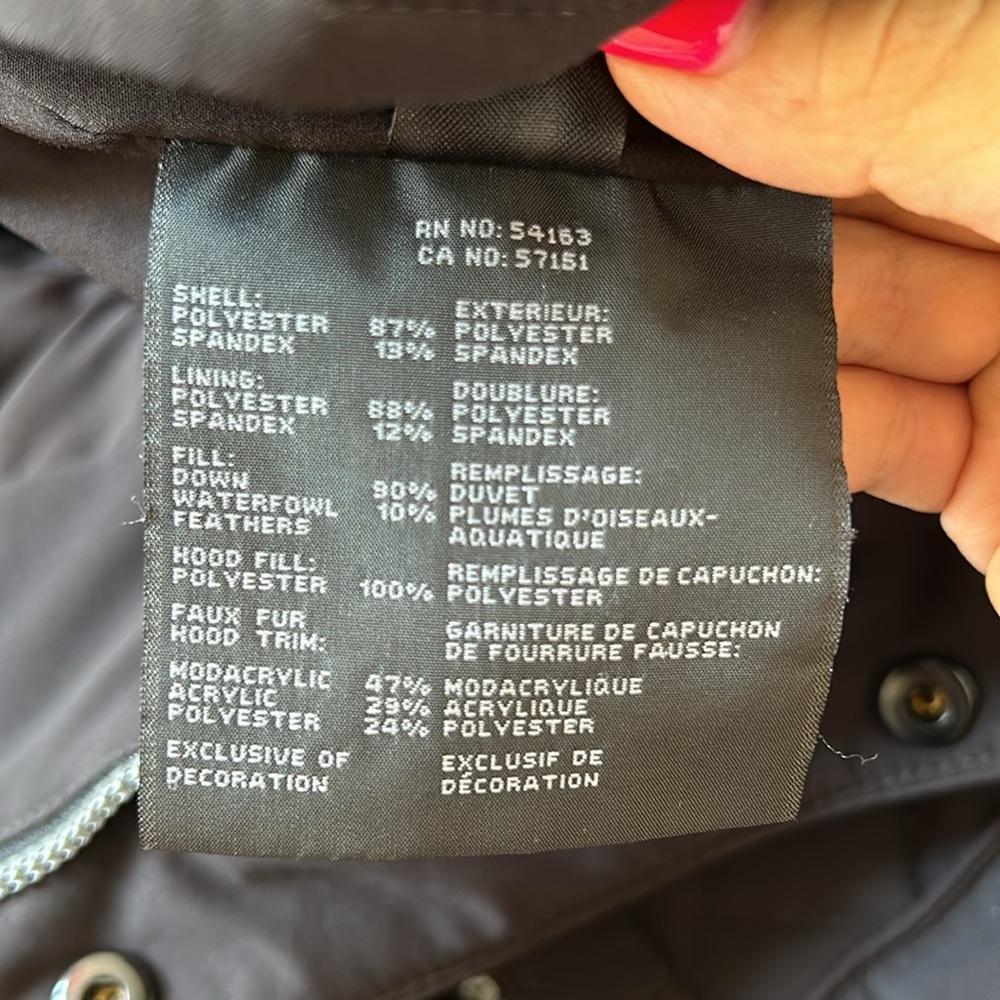 RN NO: 54163
CA NO: 57151
SHELL:
POLYESTER 87%
SPANDEX 13%
LINING:
POLYESTER 88%
SPANDEX 12%
FILL:
DOWN 90%
WATERFOWL 10%
FEATHERS
HOOD FILL:
POLYESTER 100%
FAUX FUR
HOOD TRIM:
MODACRYLIC 47%
ACRYLIC 29%
POLYESTER 24%
EXCLUSIVE OF
DECORATION
EXTERIEUR:
POLYESTER
SPANDEX
DOUBLURE:
POLYESTER
SPANDEX
REMPLISSAGE:
DUVET
PLUMES D'OISEAUX-
AQUATIQUE
REMPLISSAGE DE CAPUCHON:
POLYESTER
GARNITURE DE CAPUCHON
DE FOURRURE FAUSSE:
MODACRYLIQUE
ACRYLIQUE
POLYESTER
EXCLUSIF DE
DÉCORATION